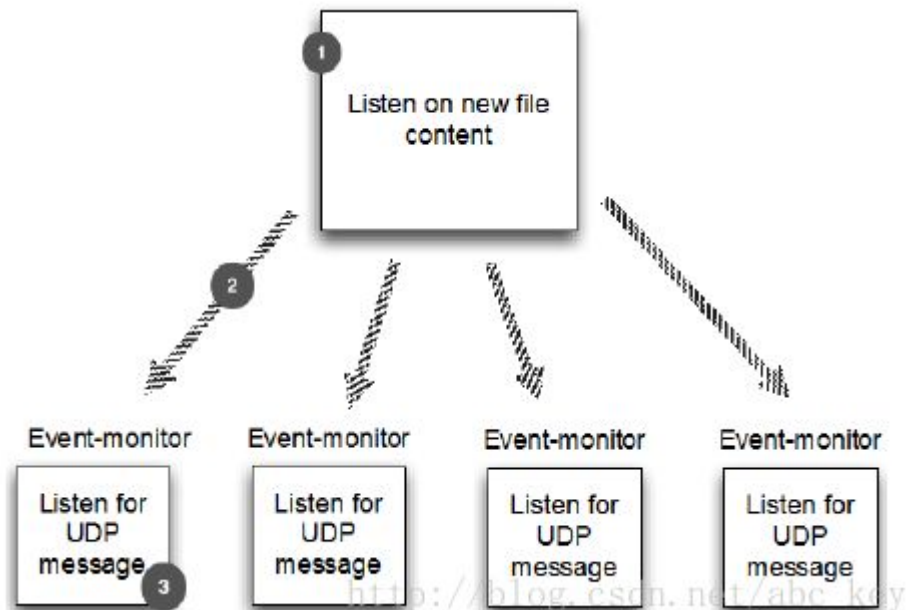 1
Listen on new file
content
2
Event-monitor
Event-monitor
Event-monitor
Event-monitor
Listen for
UDP
message
3
Listen for
UDP
message
Listen for
UDP
message
Listen for
UDP
message
http://blog.csdn.net/abc_key